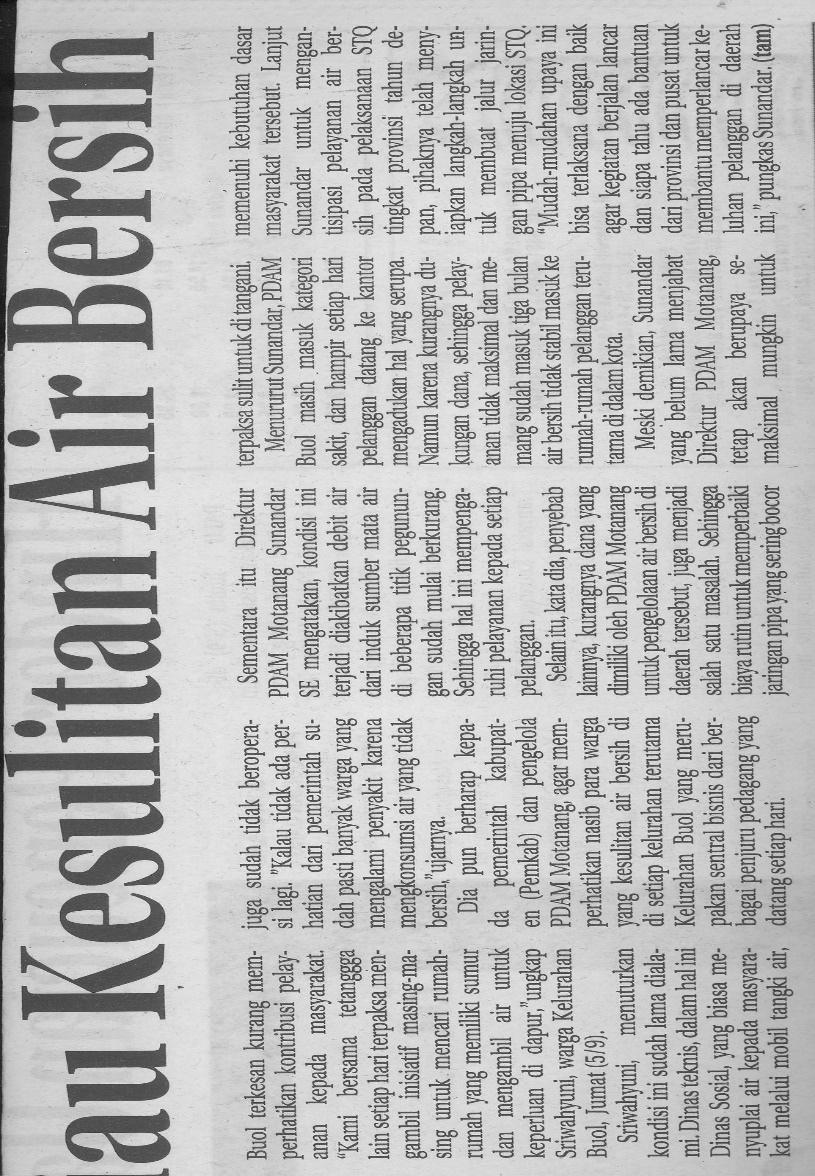 au Kesulitan Air Bersih
Buol terkesan kurang mem-
perhatikan kontribusi pelay-
anan kepada masyarakat.
“Kami bersama tetanggga
lain setiap hari terpaksa men-
gambil inisiatif masing-ma-
sing untuk mencari rumah-
rumah yang memiliki sumur
dan mengambil air untuk
keperluan di dapur,”ungkap
Sriwahyuni, warga Kelurahan
Buol, Jumat (5/9).
Sriwahyuni, menuturkan
kondisi ini sudah lama diala-
mi. Dinas teknis, dalam hal ini
Dinas Sosial, yang biasa me-
nyuplai air kepada masyara-
kat melalui mobil tangki air,
juga sudah tidak beropera-
si lagi. ”Kalau tidak ada per-
hatian dari pemerintah su-
dah pasti banyak warga yang
mengalami penyakit karena
mengkonsumsi air yang tidak
bersih,”ujarnya.
Dia pun berharap kepa-
da pemerintah kabupat-
en (Pemkab) dan pengelola
PDAM Motanang, agar mem-
perhatikan nasib para warga
yang kesulitan air bersih di
di setiap kelurahan terutama
Kelurahan Buol yang meru-
pakan sentral bisnis dari ber-
bagai penjuru pedagang yang
datang setiap hari.
Sementara itu Direktur
PDAM Motanang Sunandar
SE mengatakan, kondisi ini
terjadi diakibatkan debit air
dari induk sumber mata air
di beberapa titik pegunun-
gan sudah mulai berkurang.
Sehingga hal ini mempenga-
ruhi pelayanan kepada setiap
pelanggan.
Selain itu, kata dia, penyebab
lainnya, kurangnya dana yang
dimiliki oleh PDAM Motanang
untuk pengelolaan air bersih di
daerah tersebut, juga menjadi
salah satu masalah. Sehingga
biaya rutin untuk memperbaiki
jaringan pipa yang sering bocor
terpaksa sulit untuk di tangani.
Menururut Sunandar, PDAM
Buol masih masuk kategori
sakit, dan hampir setiap hari
pelanggan datang ke kantor
mengadukan hal yang serupa.
Namun karena kurangnya du-
kungan dana, sehingga pelay-
anan tidak maksimal dan me-
mang sudah masuk tiga bulan
air bersih tidak stabil masuk ke
rumah-rumah pelanggan teru-
tama di dalam kota.
Meski demikian, Sunandar
yang belum lama menjabat
Direktur PDAM Motanang,
tetap akan berupaya se-
maksimal mungkin untuk
memenuhi kebutuhan dasar
masyarakat tersebut. Lanjut
Sunandar untuk mengan-
tisipasi pelayanan air ber-
sih pada pelaksanaan STQ
tingkat provinsi tahun de-
pan, pihaknya telah meny-
iapkan langkah-langkah un-
tuk membuat jalur jarin-
gan pipa menuju lokasi STQ.
“Mudah-mudahan upaya ini
bisa terlaksana dengan baik
agar kegiatan berjalan lancar
dan siapa tahu ada bantuan
dari provinsi dan pusat untuk
membantu memperlancar ke-
luhan pelanggan di daerah
ini,” pungkas Sunandar. (tam)